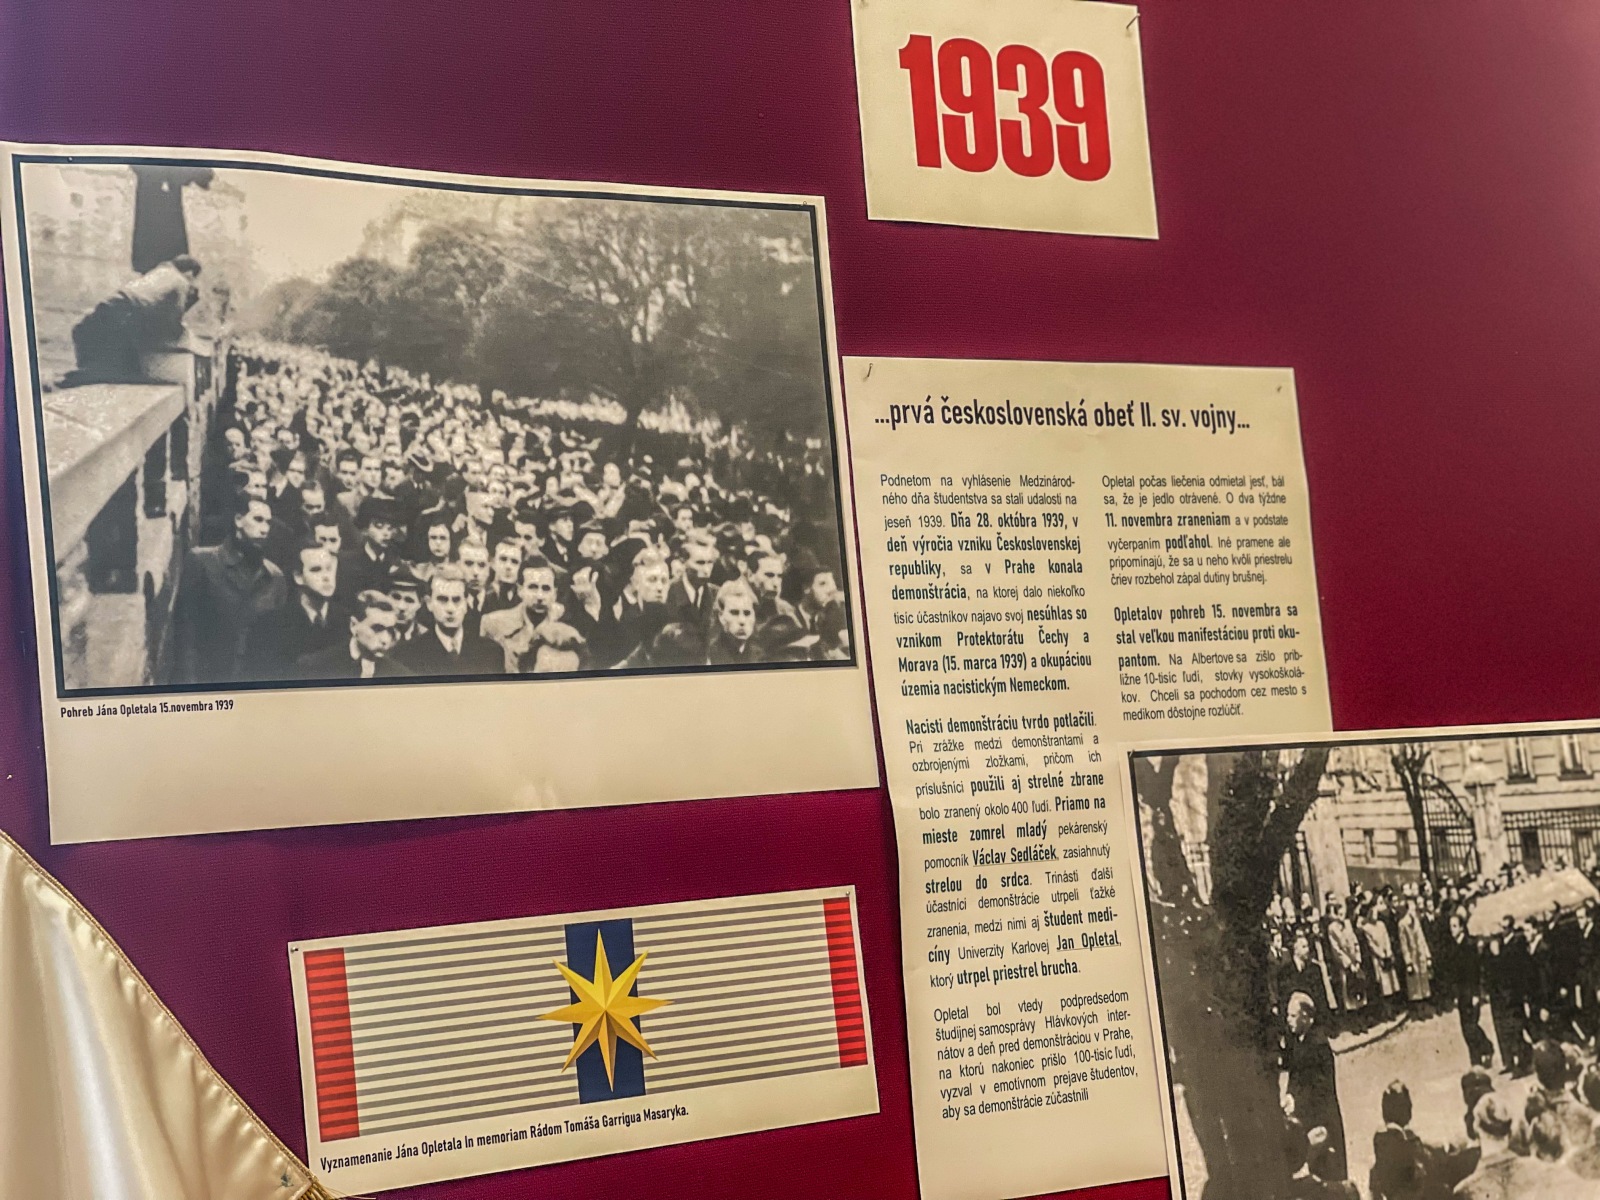 1939
Pohreb Jána Opletala 15.novembra 1939
...prvá československá obeť II. sv. vojny...
Podnetom na vyhlásenie Medzinárod-
ného dňa študentstva sa stali udalosti na
jeseň 1939. Dňa 28. októbra 1939, v
deň výročia vzniku Československej
republiky, sa v Prahe konala
demonštrácia, na ktorej dalo niekoľko
tisíc účastníkov najavo svoj nesúhlas so
vznikom Protektorátu Čechy a
Morava (15. marca 1939) a okupáciou
územia nacistickým Nemeckom.
Nacisti demonštráciu tvrdo potlačili.
Pri zrážke medzi demonštrantami a
ozbrojenými zložkami, pričom ich
príslušníci použili aj strelné zbrane
bolo zranený okolo 400 ľudí. Priamo na
mieste zomrel mladý pekárenský
pomocník Václav Sedláček, zasiahnutý
strelou do srdca. Trinásti ďalší
účastníci demonštrácie utrpeli ťažké
zranenia, medzi nimi aj študent medi-
cíny Univerzity Karlovej Jan Opletal,
ktorý utrpel priestrel brucha.
Opletal bol vtedy podpredsedom
študijnej samosprávy Hlávkových inter-
nátov a deň pred demonštráciou v Prahe,
na ktorú nakoniec prišlo 100-tisíc ľudí,
vyzval v emotívnom prejave študentov,
aby sa demonštrácie zúčastnili
Opletal počas liečenia odmietal jesť, bál
sa, že je jedlo otrávené. O dva týždne
11. novembra zraneniam a v podstate
vyčerpaním podľahol. Iné pramene ale
pripomínajú, že sa u neho kvôli priestrelu
čriev rozbehol zápal dutiny brušnej.
Opletalov pohreb 15. novembra sa
stal veľkou manifestáciou proti oku-
pantom. Na Albertove sa zišlo prib-
ližne 10-tisíc ľudí, stovky vysokoškolá-
kov. Chceli sa pochodom cez mesto s
medikom dôstojne rozlúčiť.
Vyznamenanie Jána Opletala In memoriam Rádom Tomáša Garrigua Masaryka.